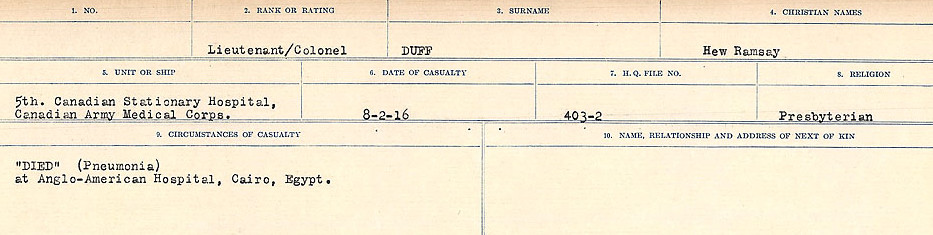 1. NO. 2. RANK OR RATING 3. SURNAME 4. CHRISTIAN NAMES
Lieutenant/Colonel DUFF Hew Ramsay
5. UNIT OR SHIP 6. DATE OF CASUALTY 7. H.Q. FILE NO. 8. RELIGION
5th. Canadian Stationary Hospital,
Canadian Army Medical Corps. 8-2-16 403-2 Presbyterian
9. CIRCUMSTANCES OF CASUALTY 10. NAME, RELATIONSHIP AND ADDRESS OF NEXT OF KIN
"DIED" (Pneumonia)
at Anglo-American Hospital, Cairo, Egypt.